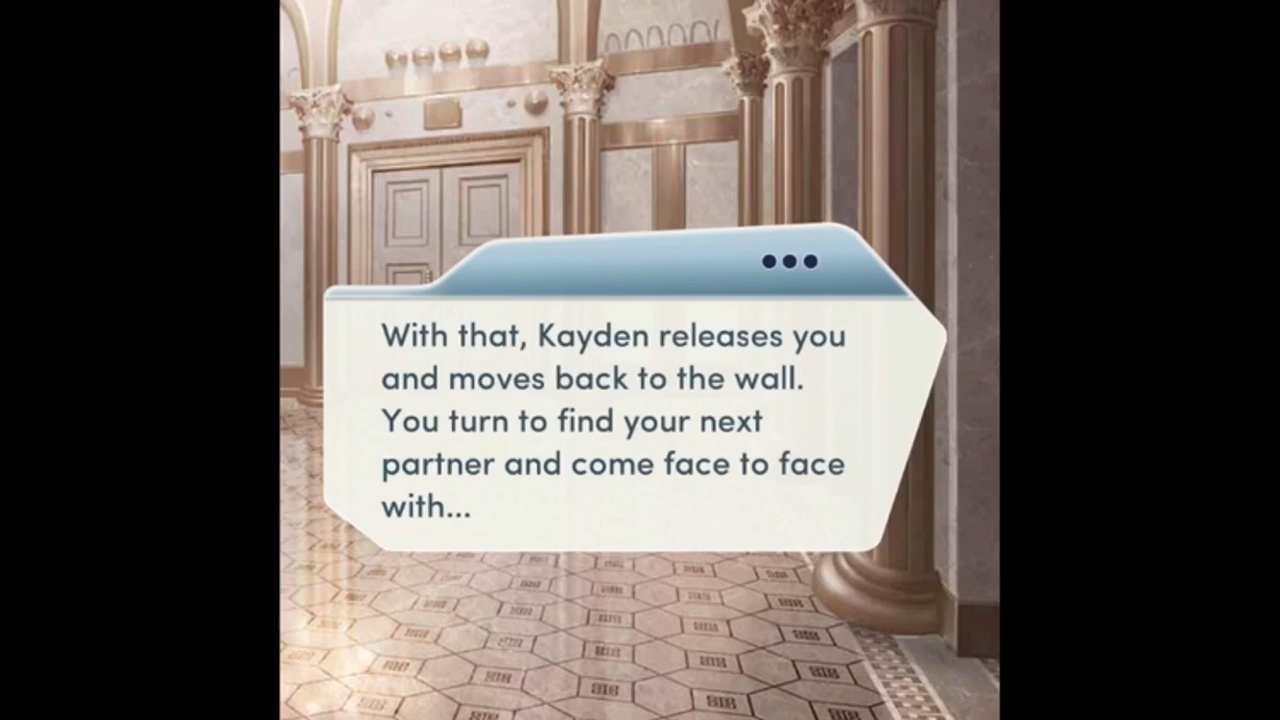 With that, Kayden releases you
and moves back to the wall.
You turn to find your next
partner and come face to face
with...